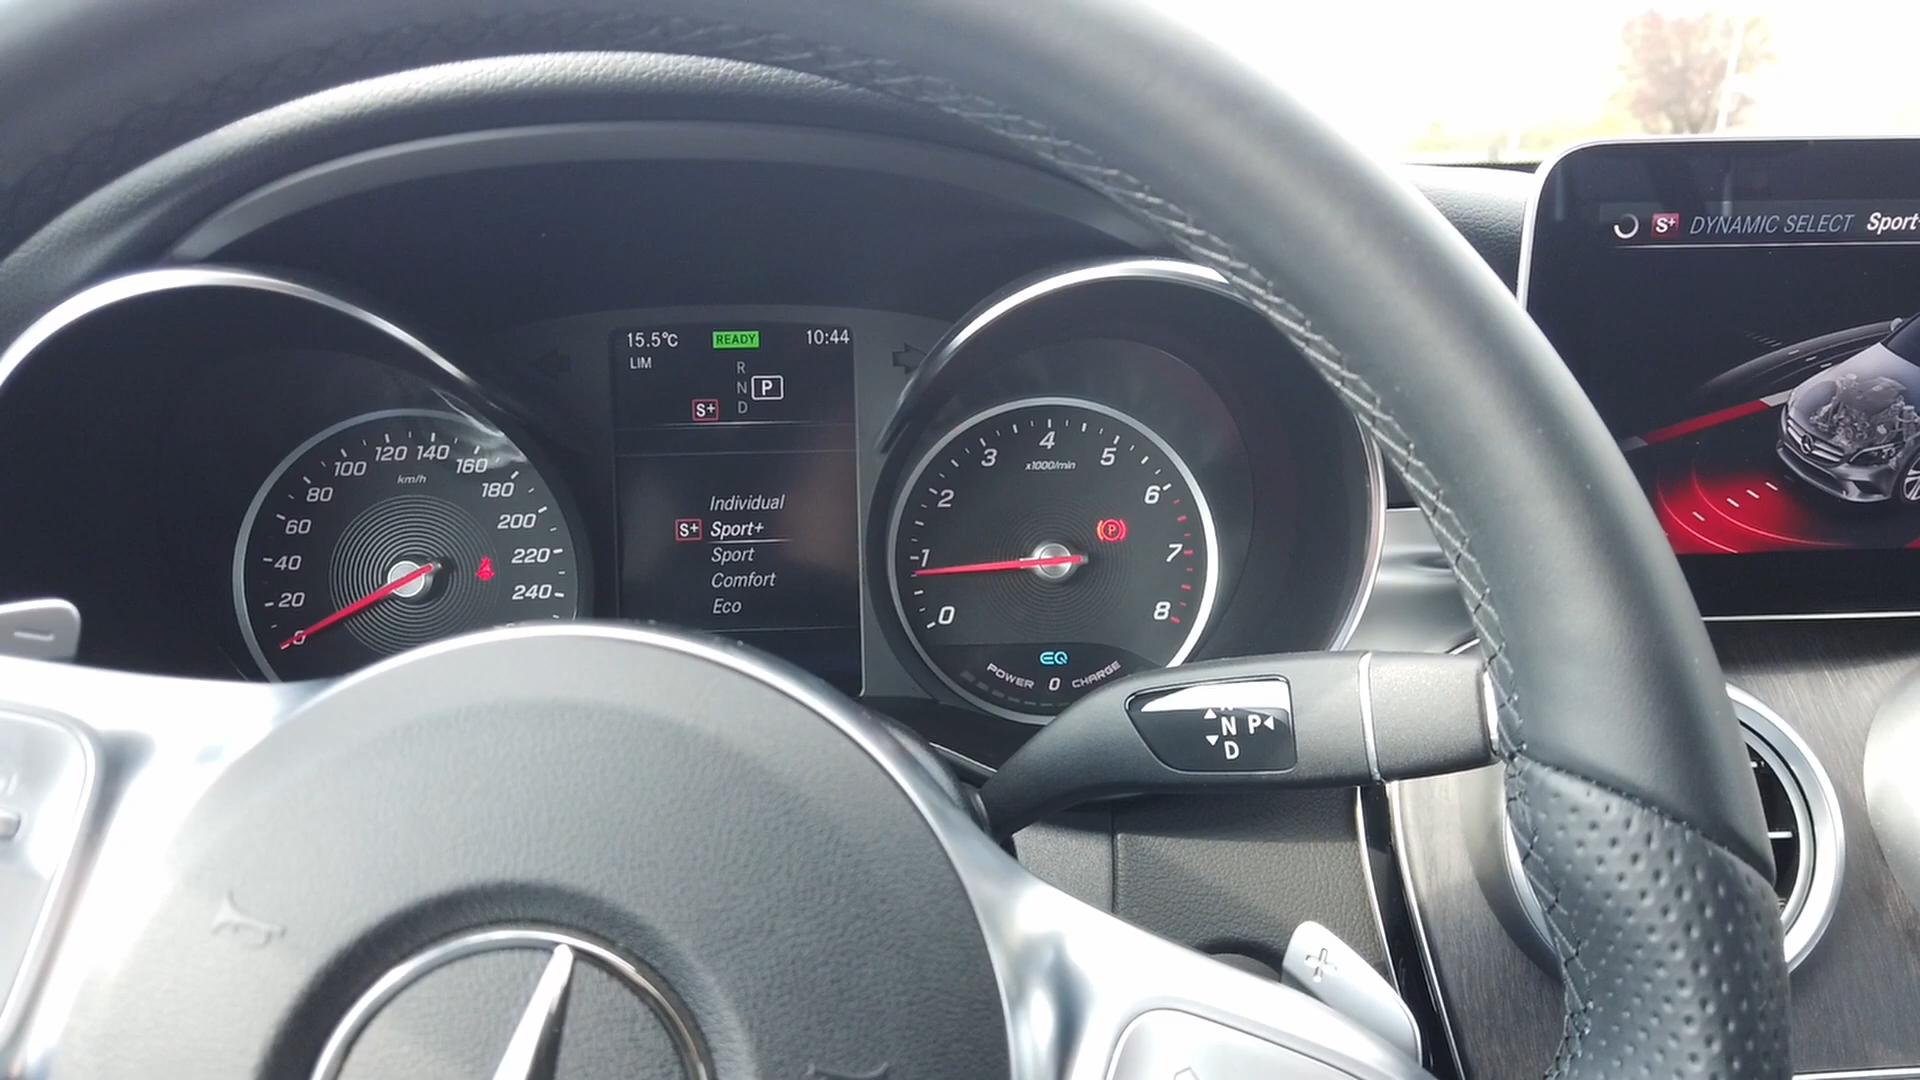 15.5°C READY 10:44
LIM
R
N P
S+ D
Individual
S+ Sport+
Sport
Comfort
Eco
km/h
0
20
40
60
80
100
120
140
160
180
200
220
240
x1000/min
0
1
2
3
4
5
6
7
8
P
EQ
POWER 0 CHARGE
N P
D
S+ DYNAMIC SELECT